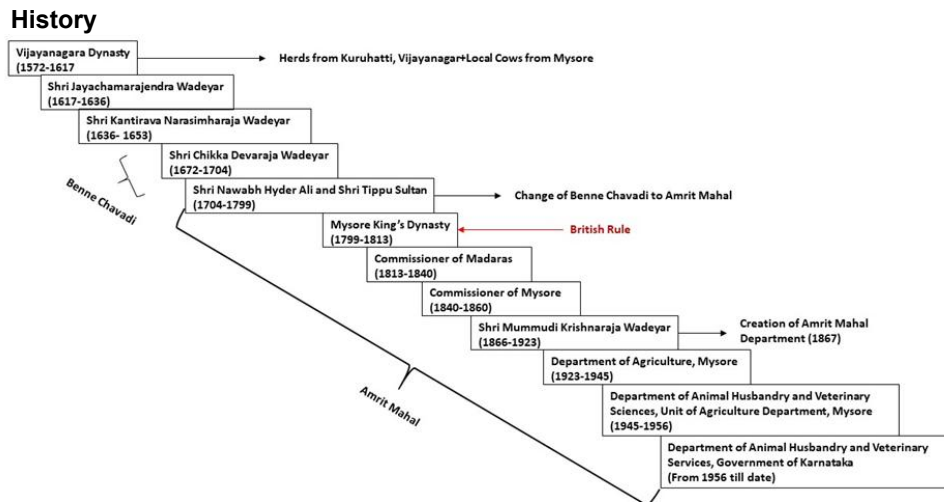 History
Vijayanagara Dynasty
(1572-1617
Herds from Kuruhatti, Vijayanagar+Local Cows from Mysore
Shri Jayachamarajendra Wadeyar
(1617-1636)
Shri Kantirava Narasimharaja Wadeyar
(1636- 1653)
Shri Chikka Devaraja Wadeyar
(1672-1704)
Benne Chavadi
Shri Nawabh Hyder Ali and Shri Tippu Sultan
(1704-1799)
Change of Benne Chavadi to Amrit Mahal
Mysore King's Dynasty
(1799-1813)
British Rule
Commissioner of Madaras
(1813-1840)
Commissioner of Mysore
(1840-1860)
Shri Mummudi Krishnaraja Wadeyar
(1866-1923)
Creation of Amrit Mahal
Department (1867)
Department of Agriculture, Mysore
(1923-1945)
Amrit Mahal
Department of Animal Husbandry and Veterinary
Sciences, Unit of Agriculture Department, Mysore
(1945-1956)
Department of Animal Husbandry and Veterinary
Services, Government of Karnataka
(From 1956 till date)